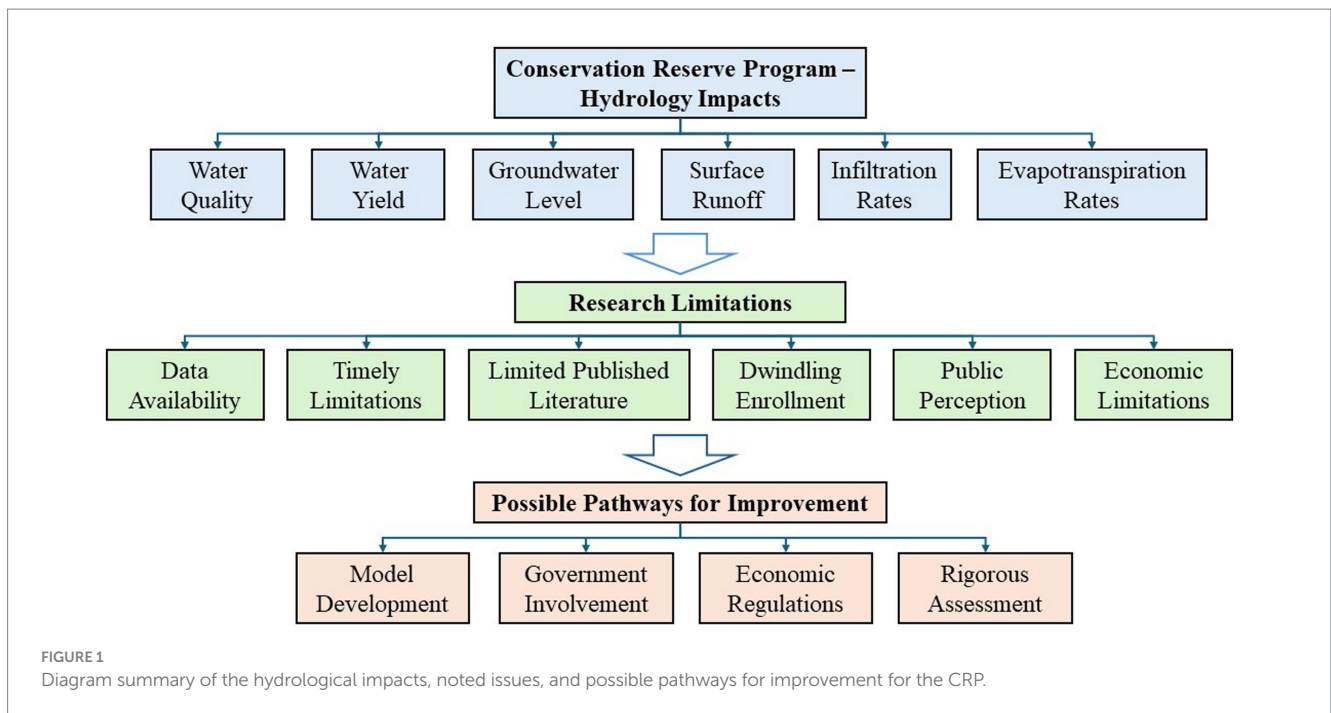 Conservation Reserve Program –
Hydrology Impacts
Water
Quality
Water
Yield
Groundwater
Level
Surface
Runoff
Infiltration
Rates
Evapotranspiration
Rates
Research Limitations
Data
Availability
Timely
Limitations
Limited Published
Literature
Dwindling
Enrollment
Public
Perception
Economic
Limitations
Possible Pathways for Improvement
Model
Development
Government
Involvement
Economic
Regulations
Rigorous
Assessment
FIGURE 1
Diagram summary of the hydrological impacts, noted issues, and possible pathways for improvement for the CRP.